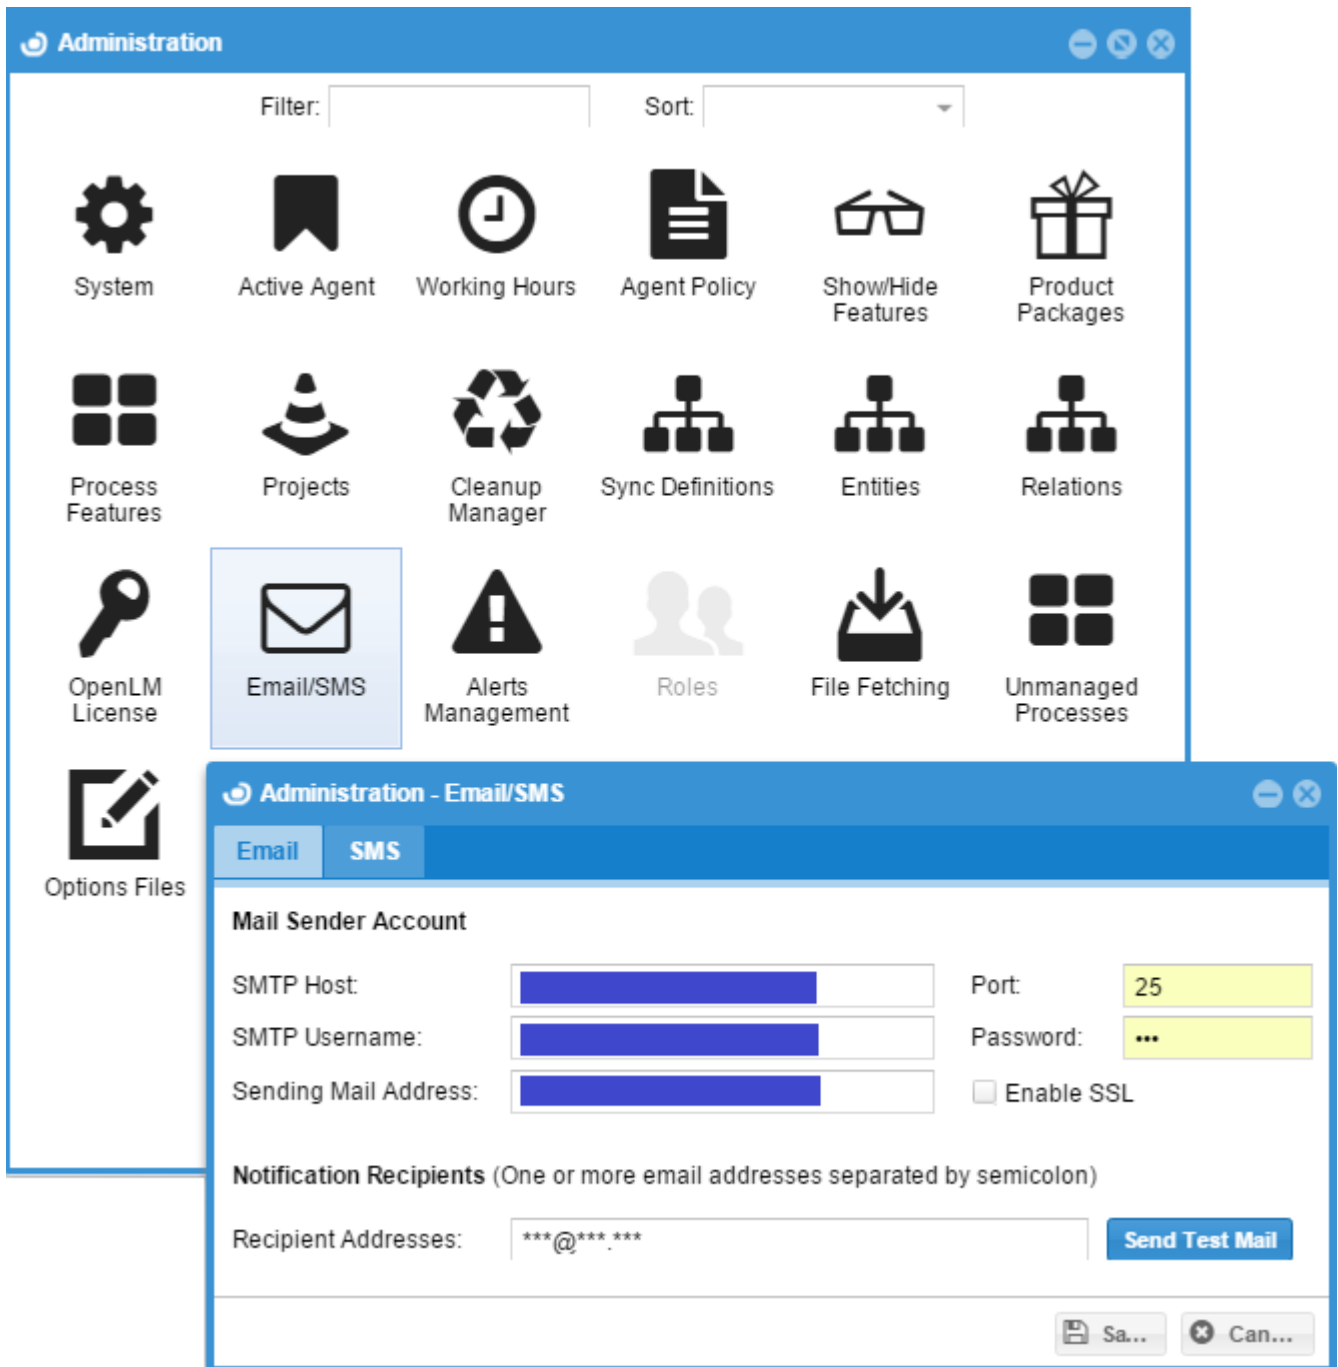 Administration
Filter: Sort:
System Active Agent Working Hours Agent Policy Show/Hide Product
Features Packages
Process Projects Cleanup Sync Definitions Entities Relations
Features Manager
OpenLM Email/SMS Alerts Roles File Fetching Unmanaged
License Management Processes
Options Files
Administration - Email/SMS
Email SMS
Mail Sender Account
SMTP Host: Port: 25
SMTP Username: Password: •••
Sending Mail Address: Enable SSL
Notification Recipients (One or more email addresses separated by semicolon)
Recipient Addresses: ***@***.*** Send Test Mail
Sa... Can...